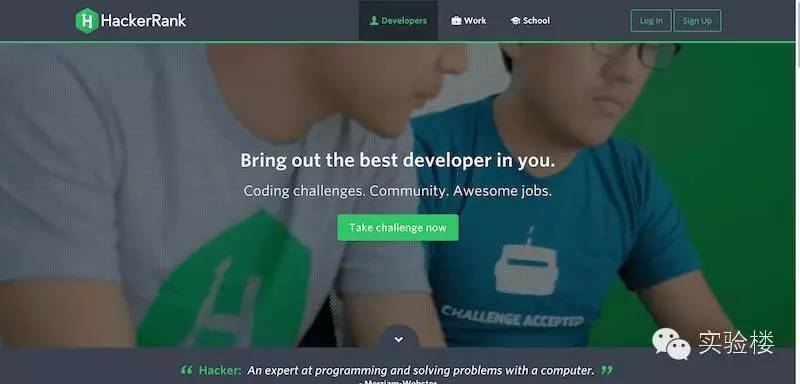 HackerRank
Developers
Work
School
Log In
Sign Up
Bring out the best developer in you.
Coding challenges. Community. Awesome jobs.
Take challenge now
CHALLENGE ACCEPTED
“ Hacker: An expert at programming and solving problems with a computer. ”
- Merriam-Webster
实验楼